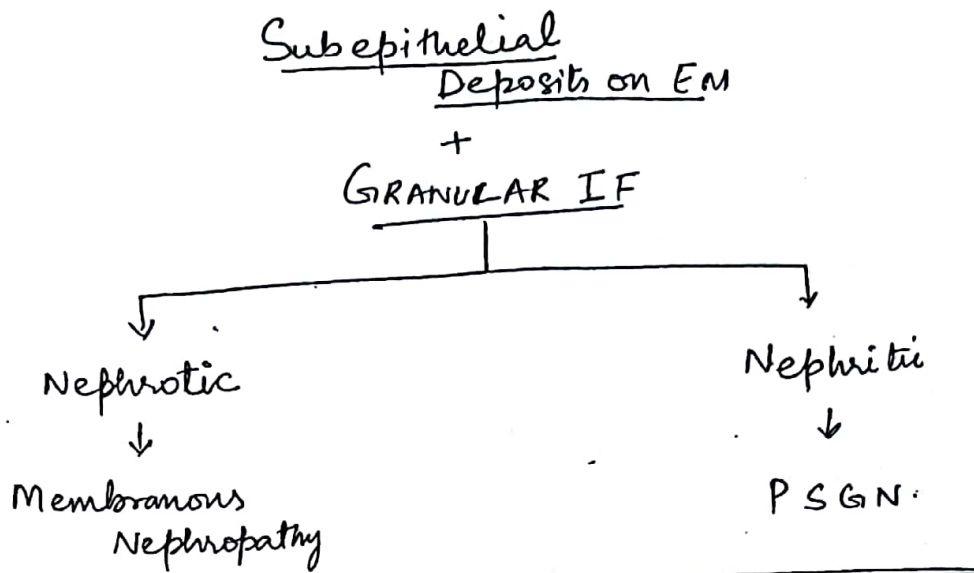 Subepithelial
Deposits on EM
+
GRANULAR IF
Nephrotic
Nephritic
Membranous
Nephropathy
PSGN.